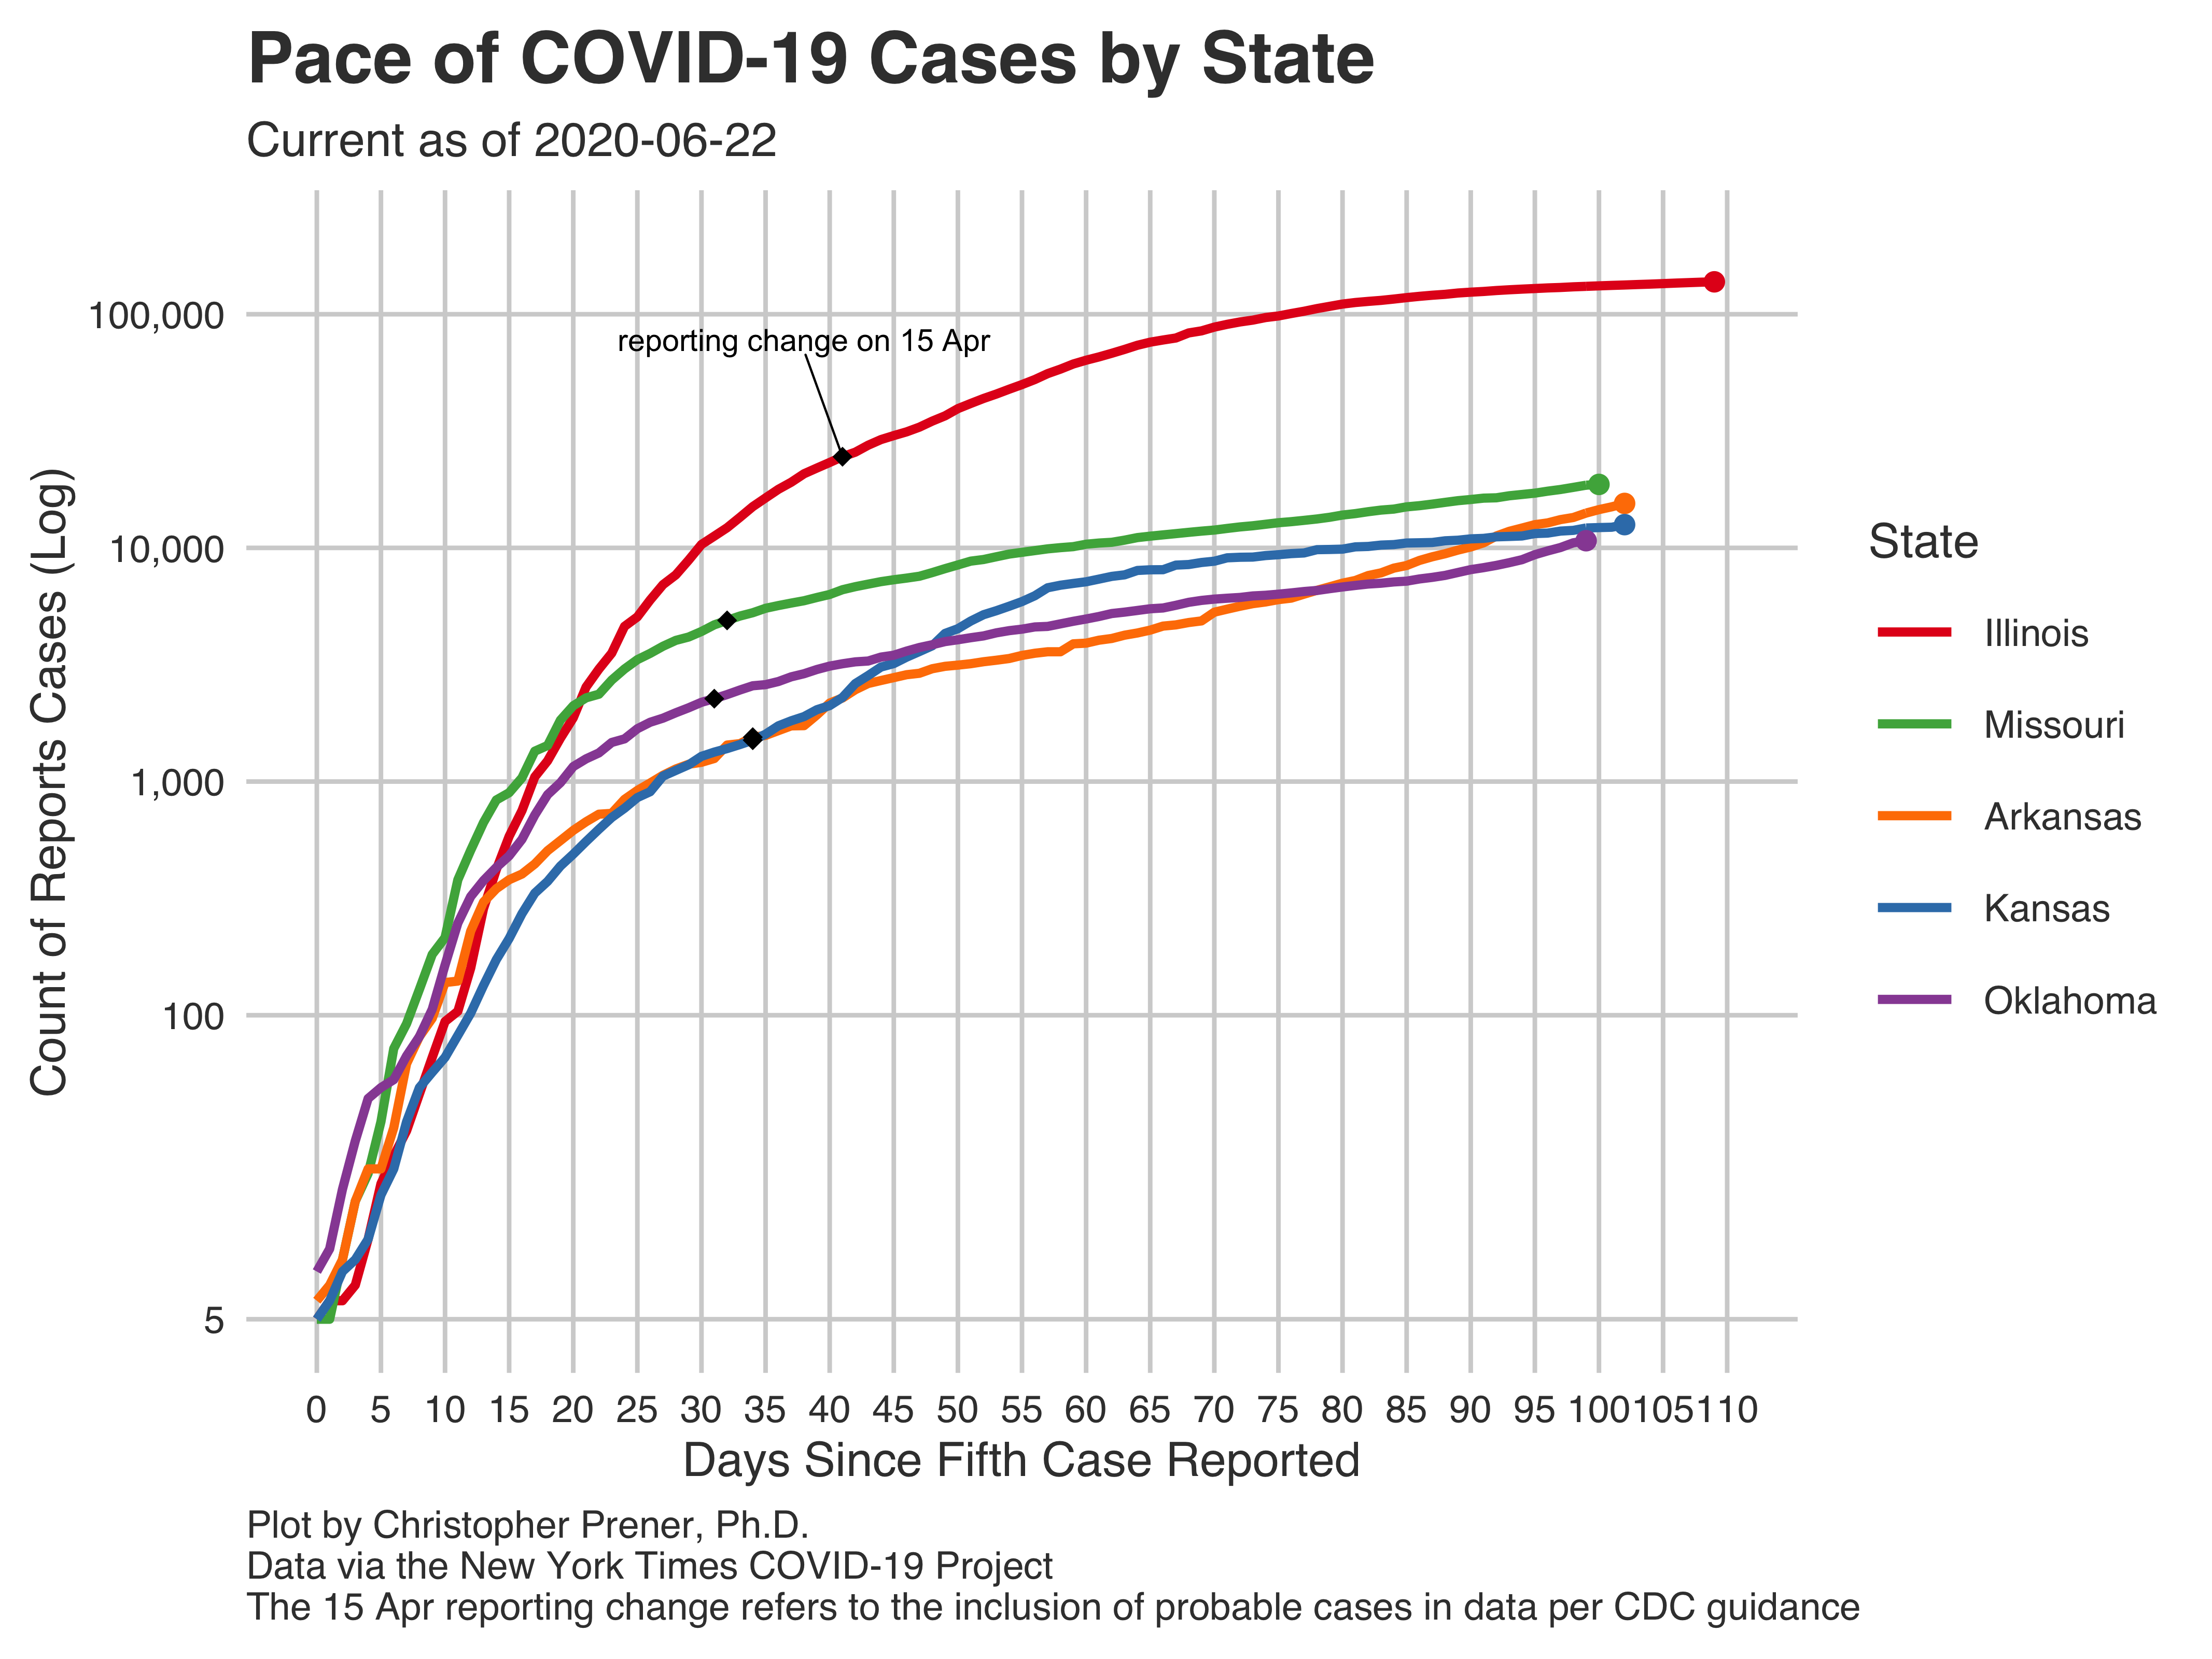 Pace of COVID-19 Cases by State
Current as of 2020-06-22
Count of Reports Cases (Log)
100,000
10,000
1,000
100
5
reporting change on 15 Apr
0 5 10 15 20 25 30 35 40 45 50 55 60 65 70 75 80 85 90 95 100 105 110
Days Since Fifth Case Reported
State
Illinois
Missouri
Arkansas
Kansas
Oklahoma
Plot by Christopher Prener, Ph.D.
Data via the New York Times COVID-19 Project
The 15 Apr reporting change refers to the inclusion of probable cases in data per CDC guidance